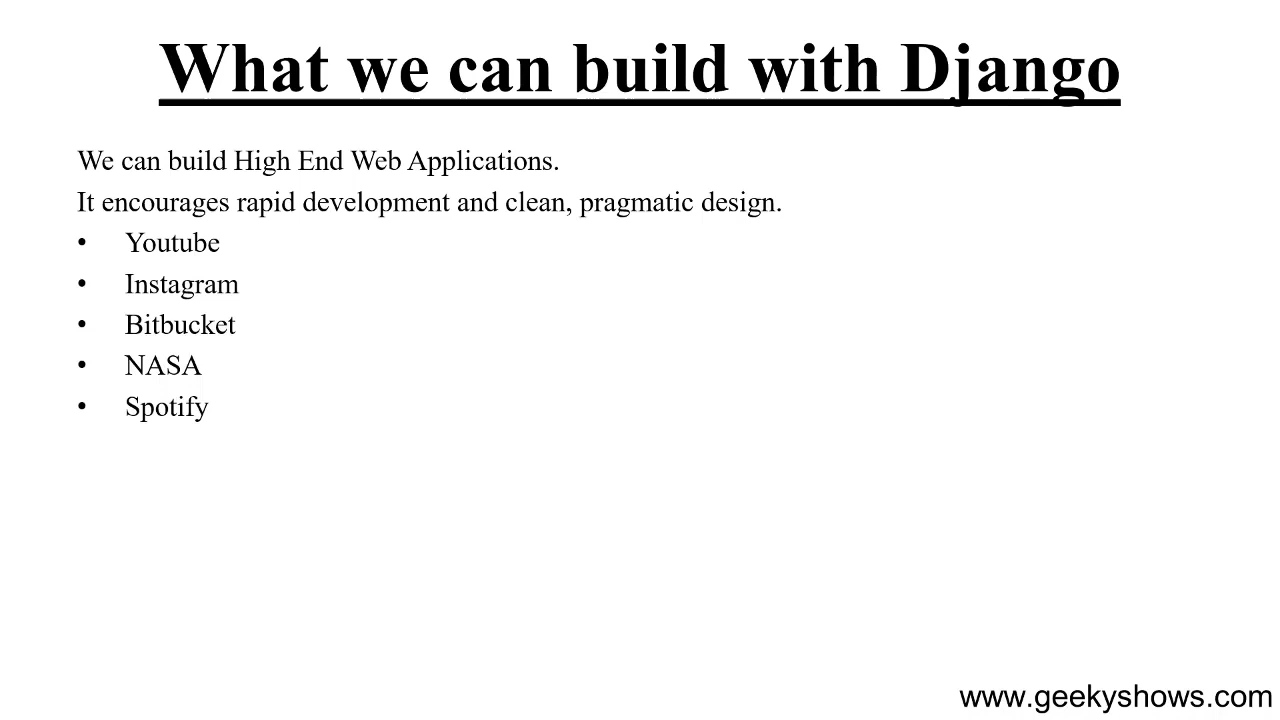 What we can build with Django
We can build High End Web Applications.
It encourages rapid development and clean, pragmatic design.
• Youtube
• Instagram
• Bitbucket
• NASA
• Spotify
www.geekyshows.com